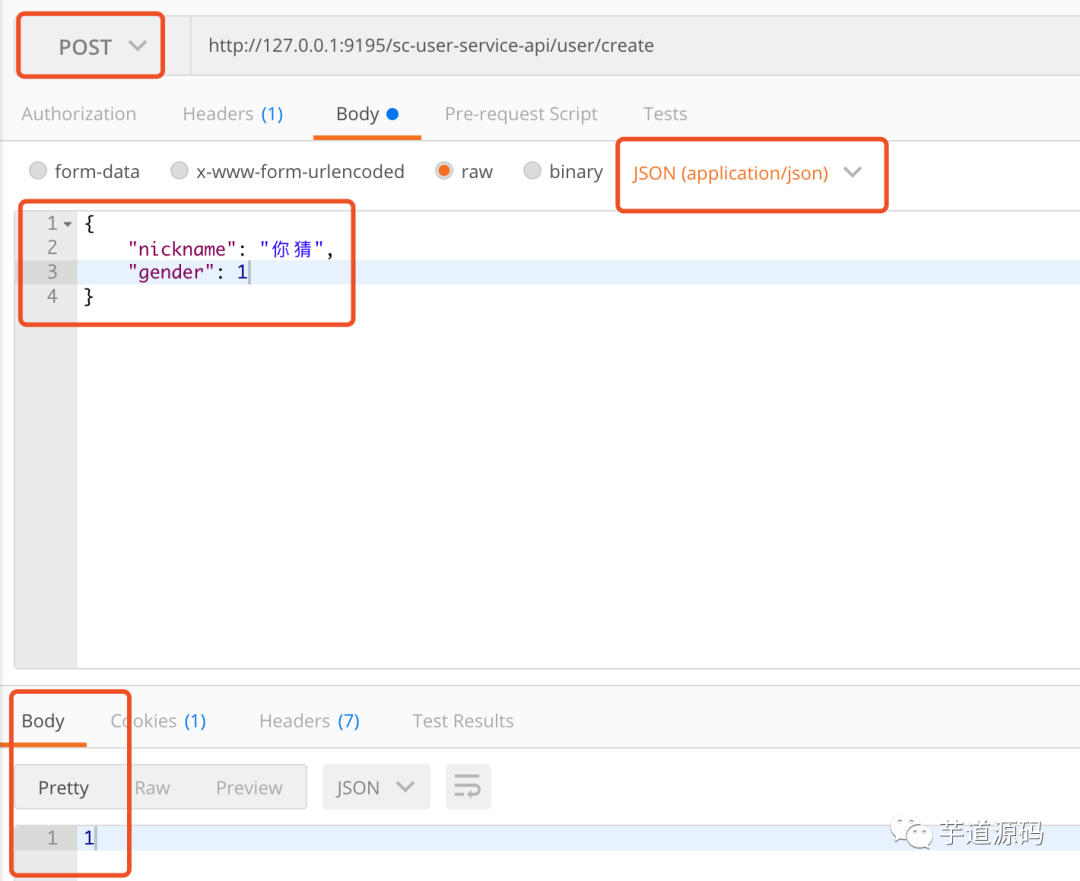 POST http://127.0.0.1:9195/sc-user-service-api/user/create
Authorization Headers (1) Body Pre-request Script Tests
form-data x-www-form-urlencoded raw binary JSON (application/json)
1 {
2 "nickname": "你猜",
3 "gender": 1
4 }
Body Cookies (1) Headers (7) Test Results
Pretty Raw Preview JSON
1 1
芋道源码